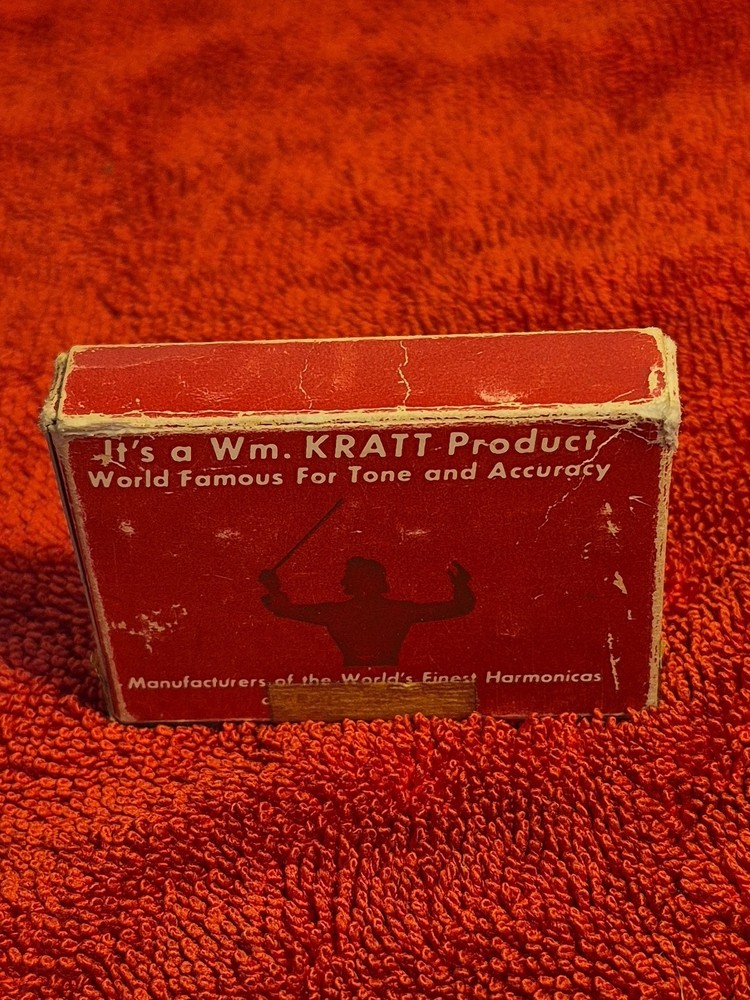 It's a Wm. KRATT Product
World Famous For Tone and Accuracy
Manufacturers of the World's Finest Harmonicas